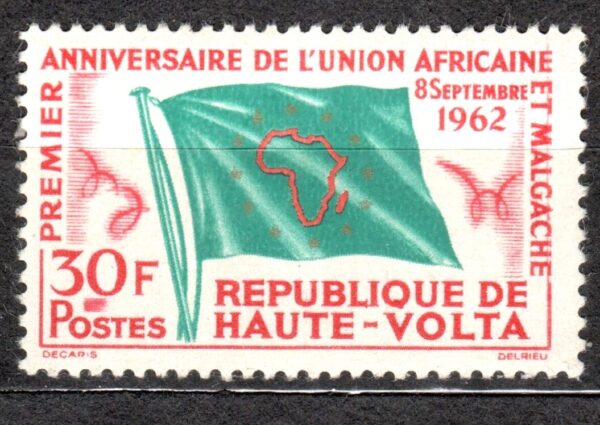 PREMIER
ANNIVERSAIRE DE L'UNION AFRICAINE
ET MALGACHE
8 SEPTEMBRE
1962
30F
POSTES
REPUBLIQUE DE
HAUTE-VOLTA
DECARIS
DELRIEU